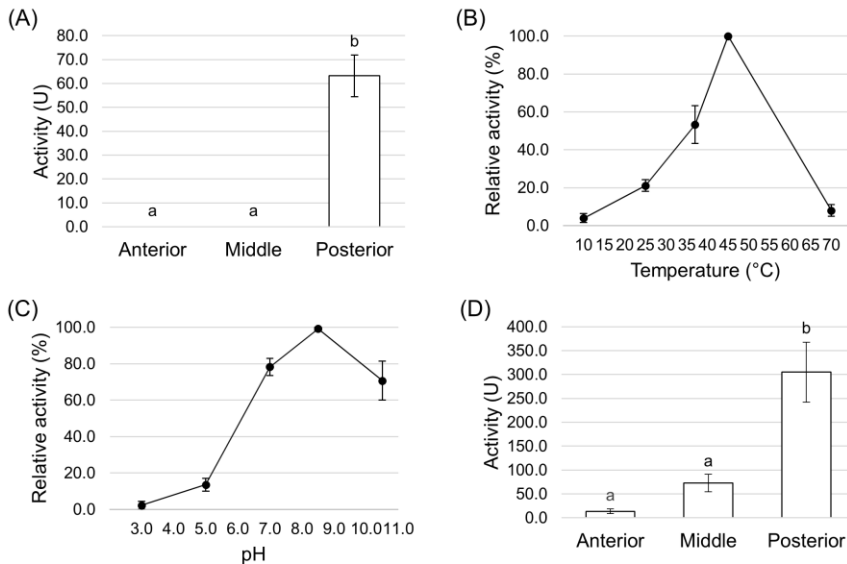 (A)
Activity (U)
80.0
70.0
60.0
50.0
40.0
30.0
20.0
10.0
0.0
a
a
b
Anterior Middle Posterior
(B)
Relative activity (%)
100.0
80.0
60.0
40.0
20.0
0.0
10 15 20 25 30 35 40 45 50 55 60 65 70
Temperature (°C)
(C)
Relative activity (%)
100.0
80.0
60.0
40.0
20.0
0.0
3.0 4.0 5.0 6.0 7.0 8.0 9.0 10.0 11.0
pH
(D)
Activity (U)
400.0
350.0
300.0
250.0
200.0
150.0
100.0
50.0
0.0
a
a
b
Anterior Middle Posterior